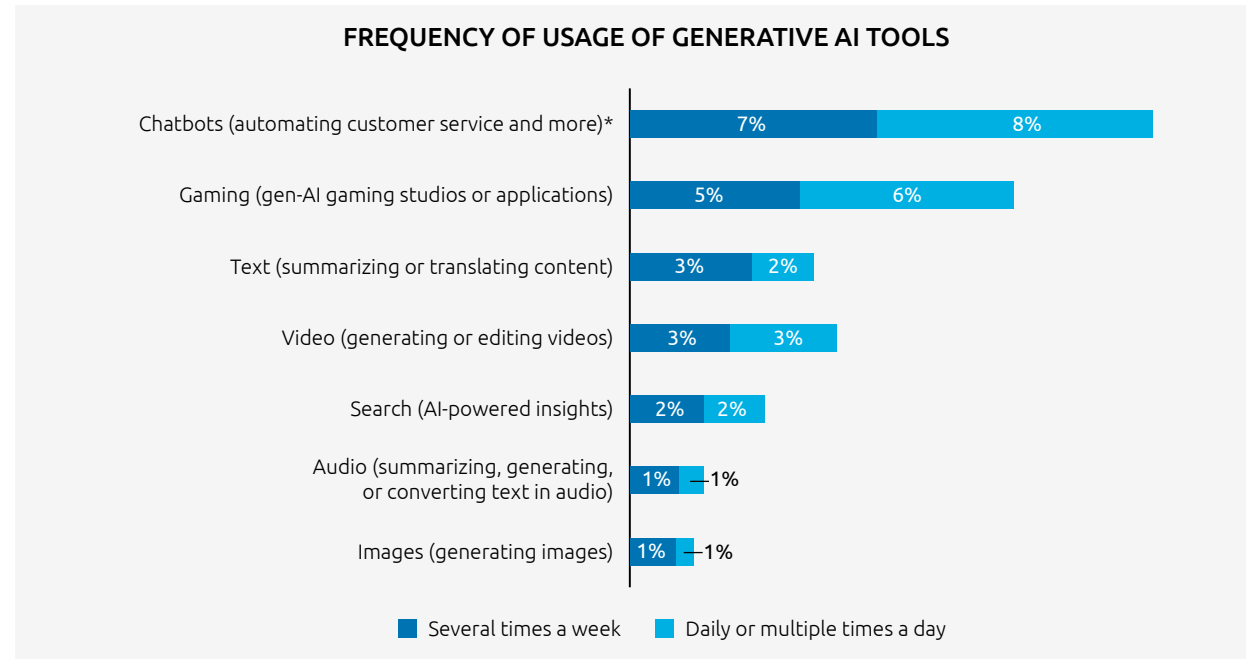 FREQUENCY OF USAGE OF GENERATIVE AI TOOLS
Chatbots (automating customer service and more)* 7% 8%
Gaming (gen-AI gaming studios or applications) 5% 6%
Text (summarizing or translating content) 3% 2%
Video (generating or editing videos) 3% 3%
Search (AI-powered insights) 2% 2%
Audio (summarizing, generating,
or converting text in audio) 1% 1%
Images (generating images) 1% 1%
Several times a week Daily or multiple times a day